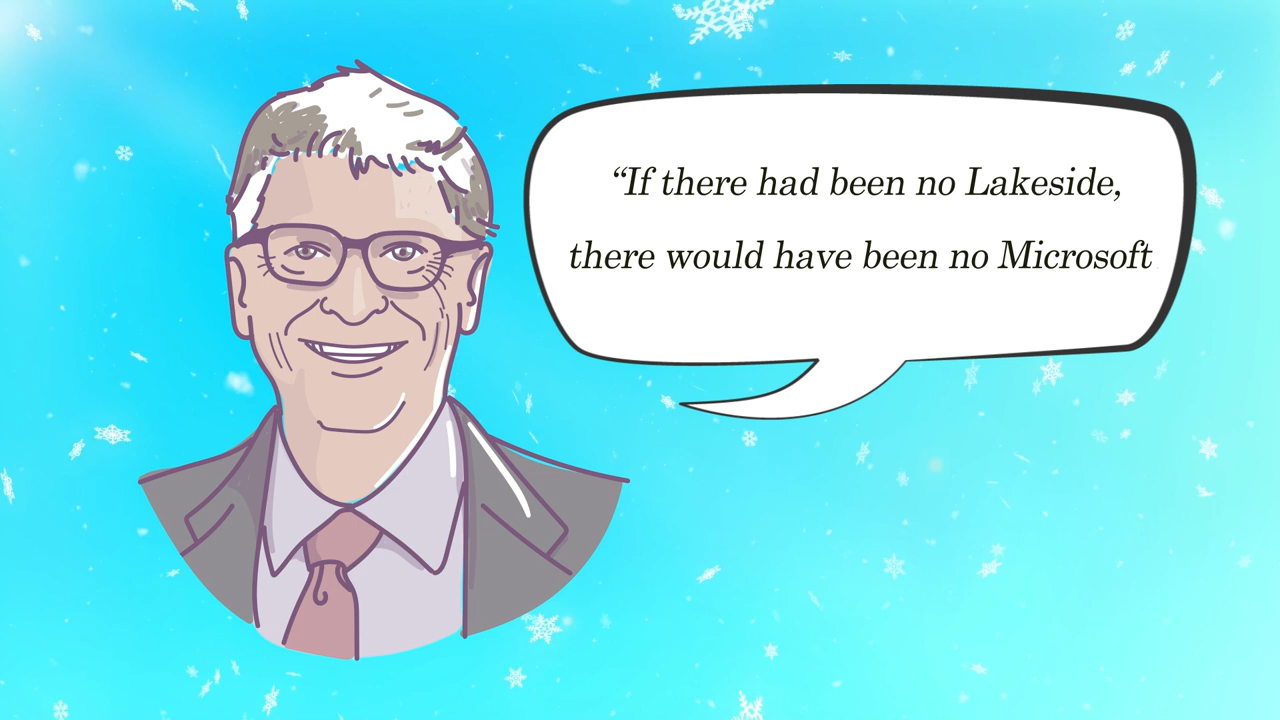 “If there had been no Lakeside,
there would have been no Microsoft